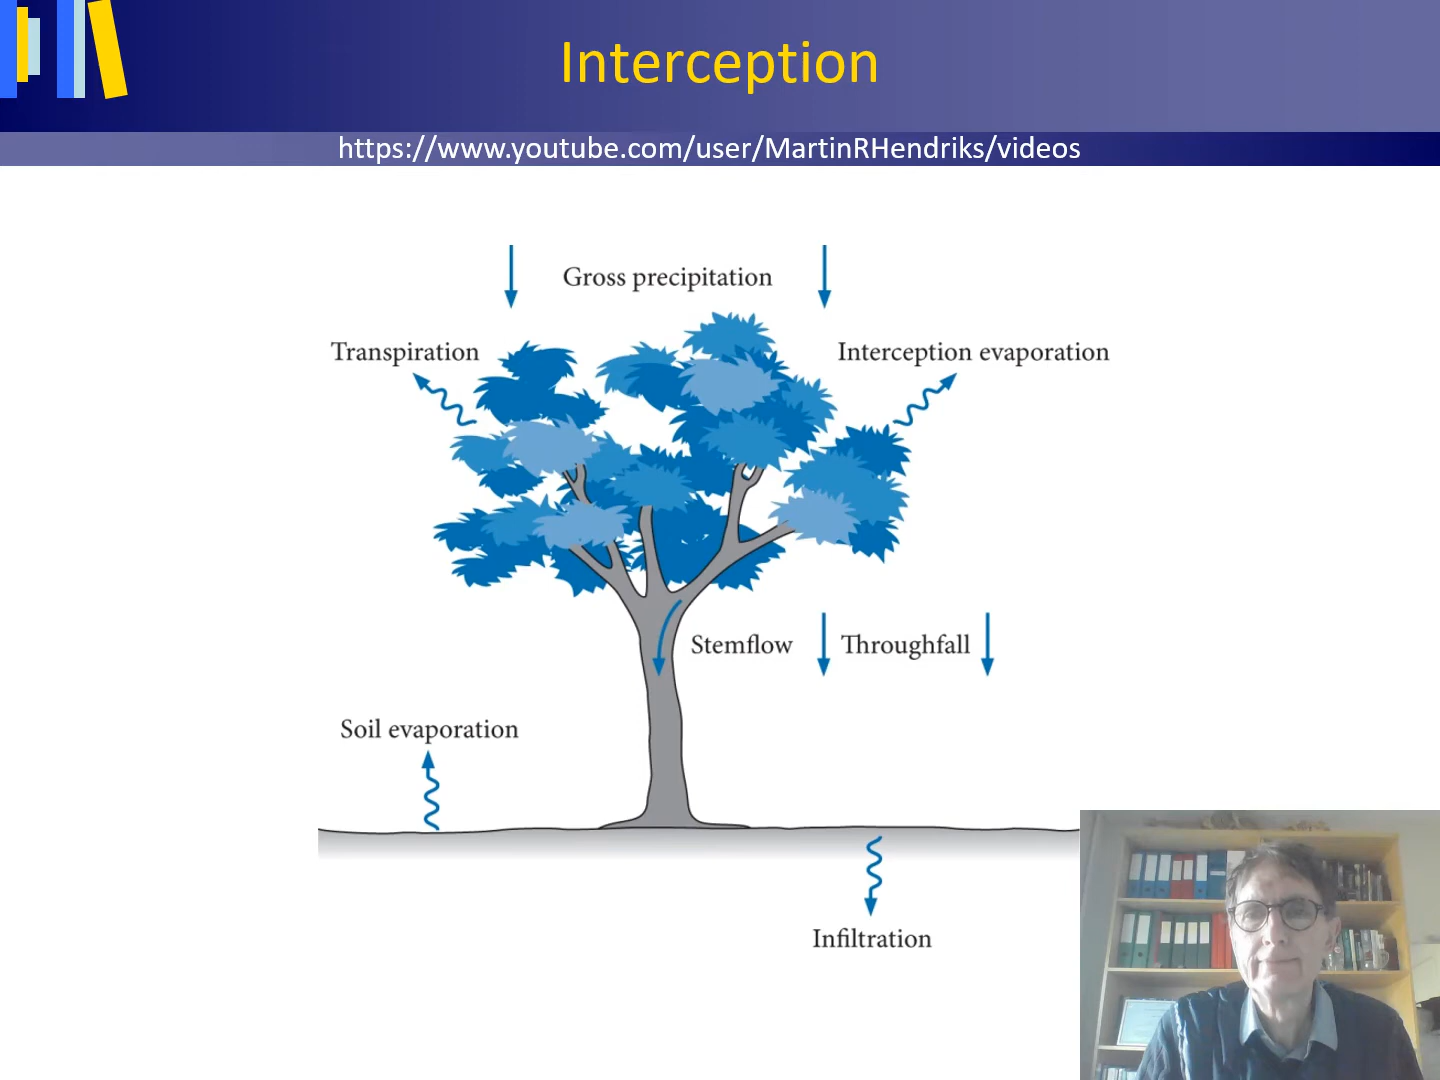 Interception
https://www.youtube.com/user/MartinRHendriks/videos
Gross precipitation
Transpiration
Interception evaporation
Stemflow
Throughfall
Soil evaporation
Infiltration